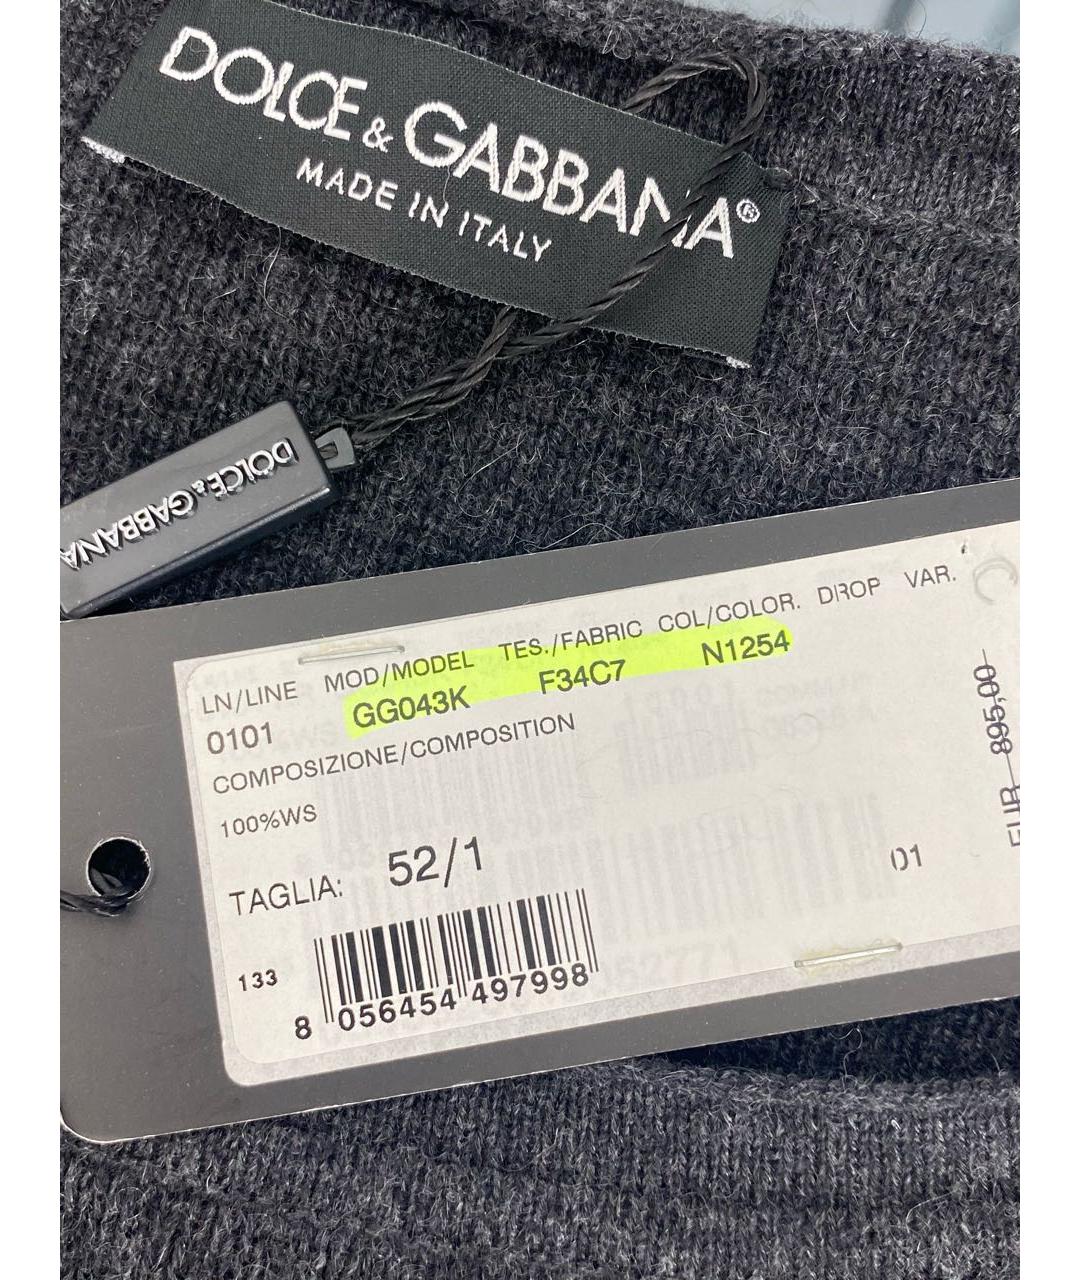 DOLCE & GABBANA®
MADE IN ITALY
DOLCE & GABBANA
LN/LINE MOD/MODEL TES./FABRIC COL/COLOR. DROP VAR.
0101 GG043K F34C7 N1254
COMPOSIZIONE/COMPOSITION
100%WS
TAGLIA: 52/1
01
133
8 056454 497998
EUR 895,00